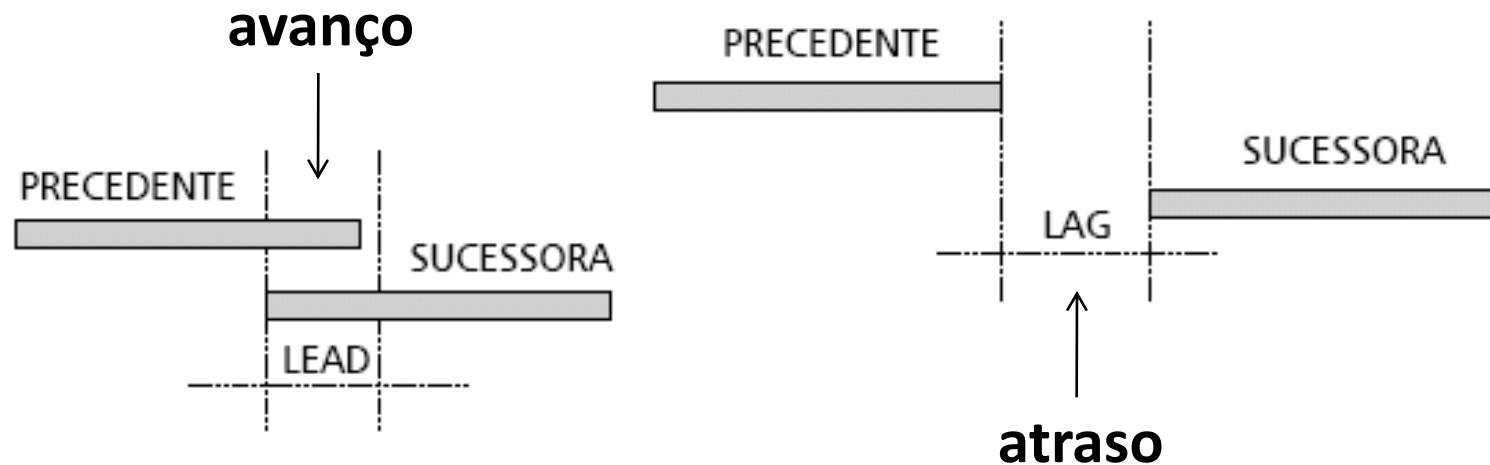 avanço
PRECEDENTE
SUCESSORA
LEAD
PRECEDENTE
SUCESSORA
LAG
atraso